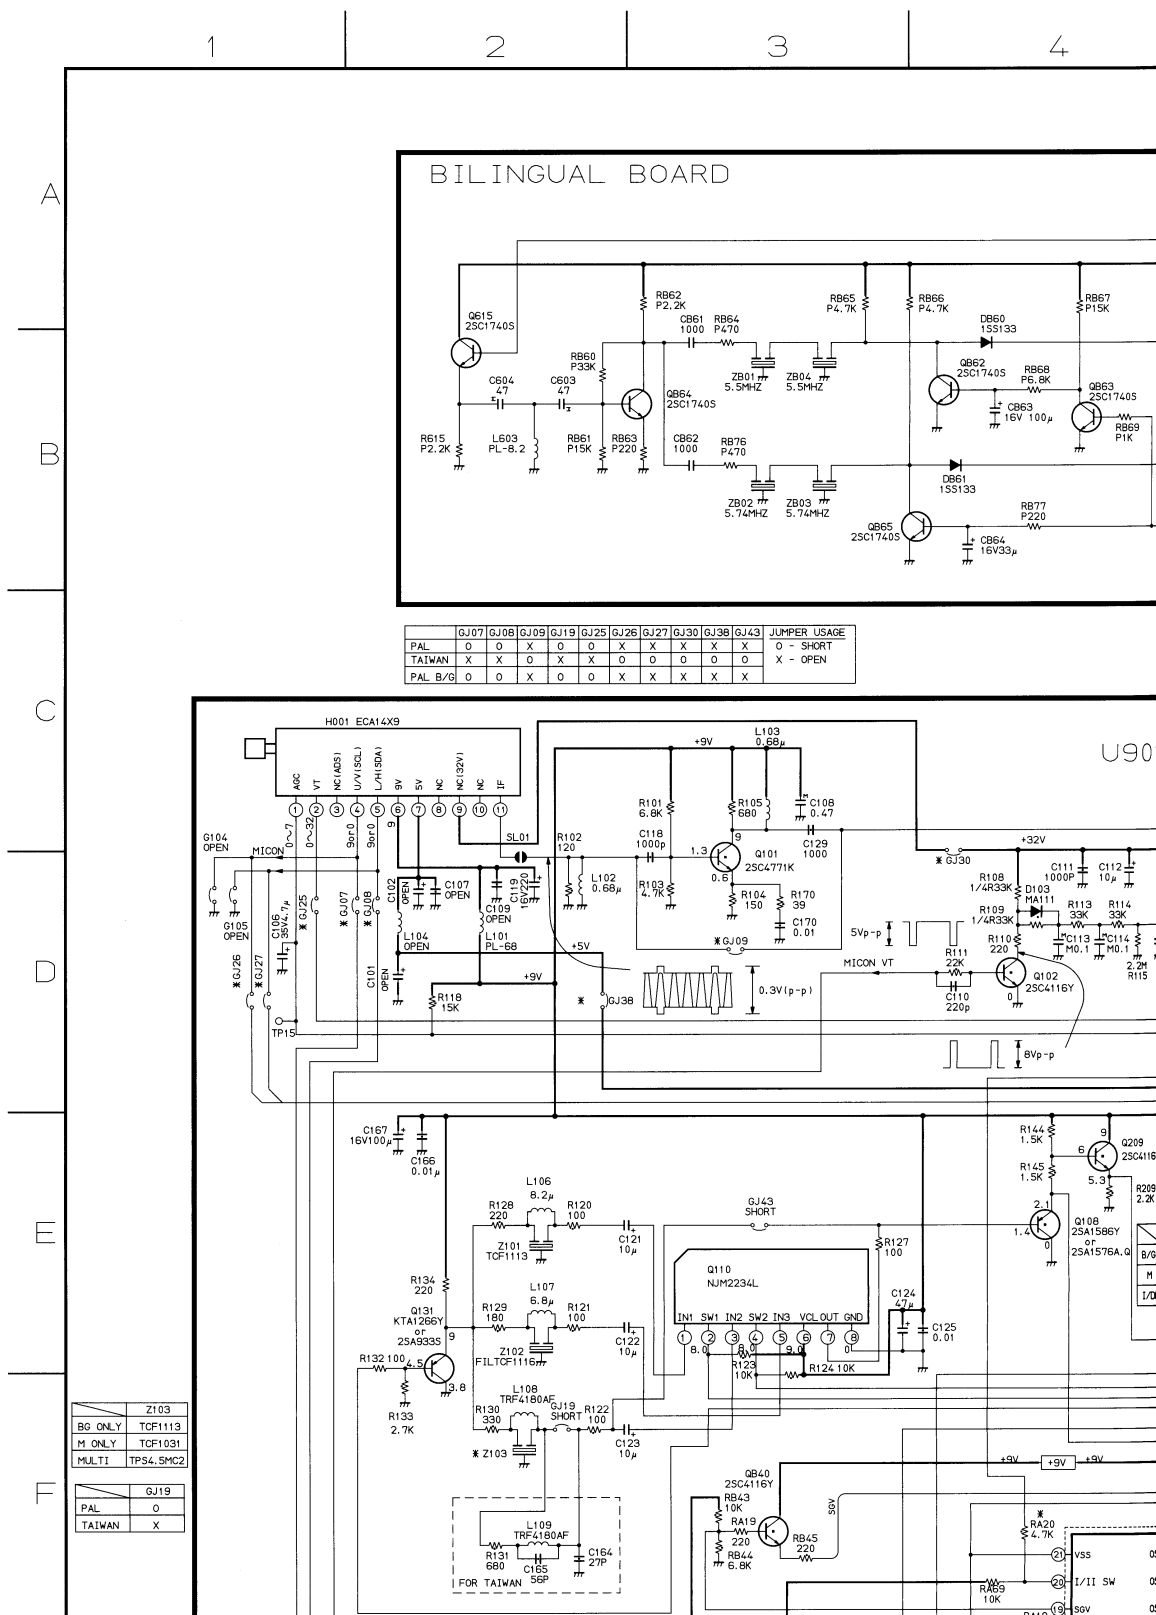 1
2
3
4
A
B
C
D
E
F
BILINGUAL BOARD
Q615
2SC1740S
RB62
P2.2K
RB65
P4.7K
RB66
P4.7K
RB67
P15K
CB61
1000
RB64
P470
DB60
1SS133
RB60
P33K
ZB01
5.5MHZ
ZB04
5.5MHZ
QB62
2SC1740S
RB68
P6.8K
C604
47
C603
47
QB64
2SC1740S
QB63
2SC1740S
CB63
16V 100μ
R615
P2.2K
L603
PL-8.2
RB61
P15K
RB63
P220
CB62
1000
RB76
P470
RB69
P1K
ZB02
5.74MHZ
ZB03
5.74MHZ
DB61
1SS133
RB77
P220
QB65
2SC1740S
CB64
16V33μ
GJ07 GJ08 GJ09 GJ19 GJ25 GJ26 GJ27 GJ30 GJ38 GJ43 JUMPER USAGE
PAL O O X O O X X X X X O - SHORT
TAIWAN X X O X X O O O O O X - OPEN
PAL B/G O O X O O X X X X X
H001 ECA14X9
AGC
VT
NC(ADS)
U/V(SCL)
L/H(SDA)
9V
5V
NC
NC(32V)
NC
IF
1 2 3 4 5 6 7 8 9 10 11
0~7
0~32
9or0
9or0
9
U90
L103
0.68μ
+9V
R101
6.8K
R105
680
C108
0.47
G104
OPEN
MICON
SL01
R102
120
C118
1000p
1.3
9
0.6
Q101
2SC4771K
C129
1000
+32V
* GJ30
G105
OPEN
C106
35V4.7μ
* GJ25
* GJ07
* GJ08
C102
OPEN
C107
OPEN
C109
OPEN
C119
16V220
L102
0.68μ
R103
4.7K
R104
150
R170
39
C170
0.01
R108
1/4R33K
D103
MA111
C111
1000P
C112
10μ
R109
1/4R33K
R113
33K
R114
33K
L104
OPEN
L101
PL-68
+5V
* GJ09
5Vp-p
R110
220
C113
M0.1
C114
M0.1
2.2M
R115
* GJ26
* GJ27
C101
OPEN
+9V
R118
15K
* GJ38
0.3V(p-p)
MICON VT
R111
22K
C110
220p
Q102
2SC4116Y
0
TP15
8Vp-p
C167
16V100μ
C166
0.01μ
R144
1.5K
R145
1.5K
9
6
5.3
Q209
2SC4116
R209
2.2K
L106
8.2μ
R128
220
R120
100
Z101
TCF1113
C121
10μ
GJ43
SHORT
R127
100
2.1
1.4
0
Q108
2SA1586Y
or
2SA1576A.Q
B/G
M
R134
220
L107
6.8μ
Q110
NJM2234L
IN1 SW1 IN2 SW2 IN3 VCL OUT GND
1 2 3 4 5 6 7 8
8.0
8.0
9.0
0
C124
47μ
C125
0.01
Q131
KTA1266Y
or
2SA933S
9
R129
180
R121
100
Z102
FILTCF1116
C122
10μ
R123
10K
R124 10K
R132 100
4.5
3.8
R133
2.7K
L108
TRF4180AF
R130
330
GJ19
SHORT
R122
100
* Z103
C123
10μ
Z103
BG ONLY TCF1113
M ONLY TCF1031
MULTI TPS4.5MC2
GJ19
PAL O
TAIWAN X
L109
TRF4180AF
R131
680
C165
56P
C164
27P
FOR TAIWAN
QB40
2SC4116Y
RB43
10K
RA19
220
RB44
6.8K
RB45
220
SGV
+9V
+9V
+9V
*
RA20
4.7K
21 VSS
20 I/II SW
19 SGV
RA69
10K